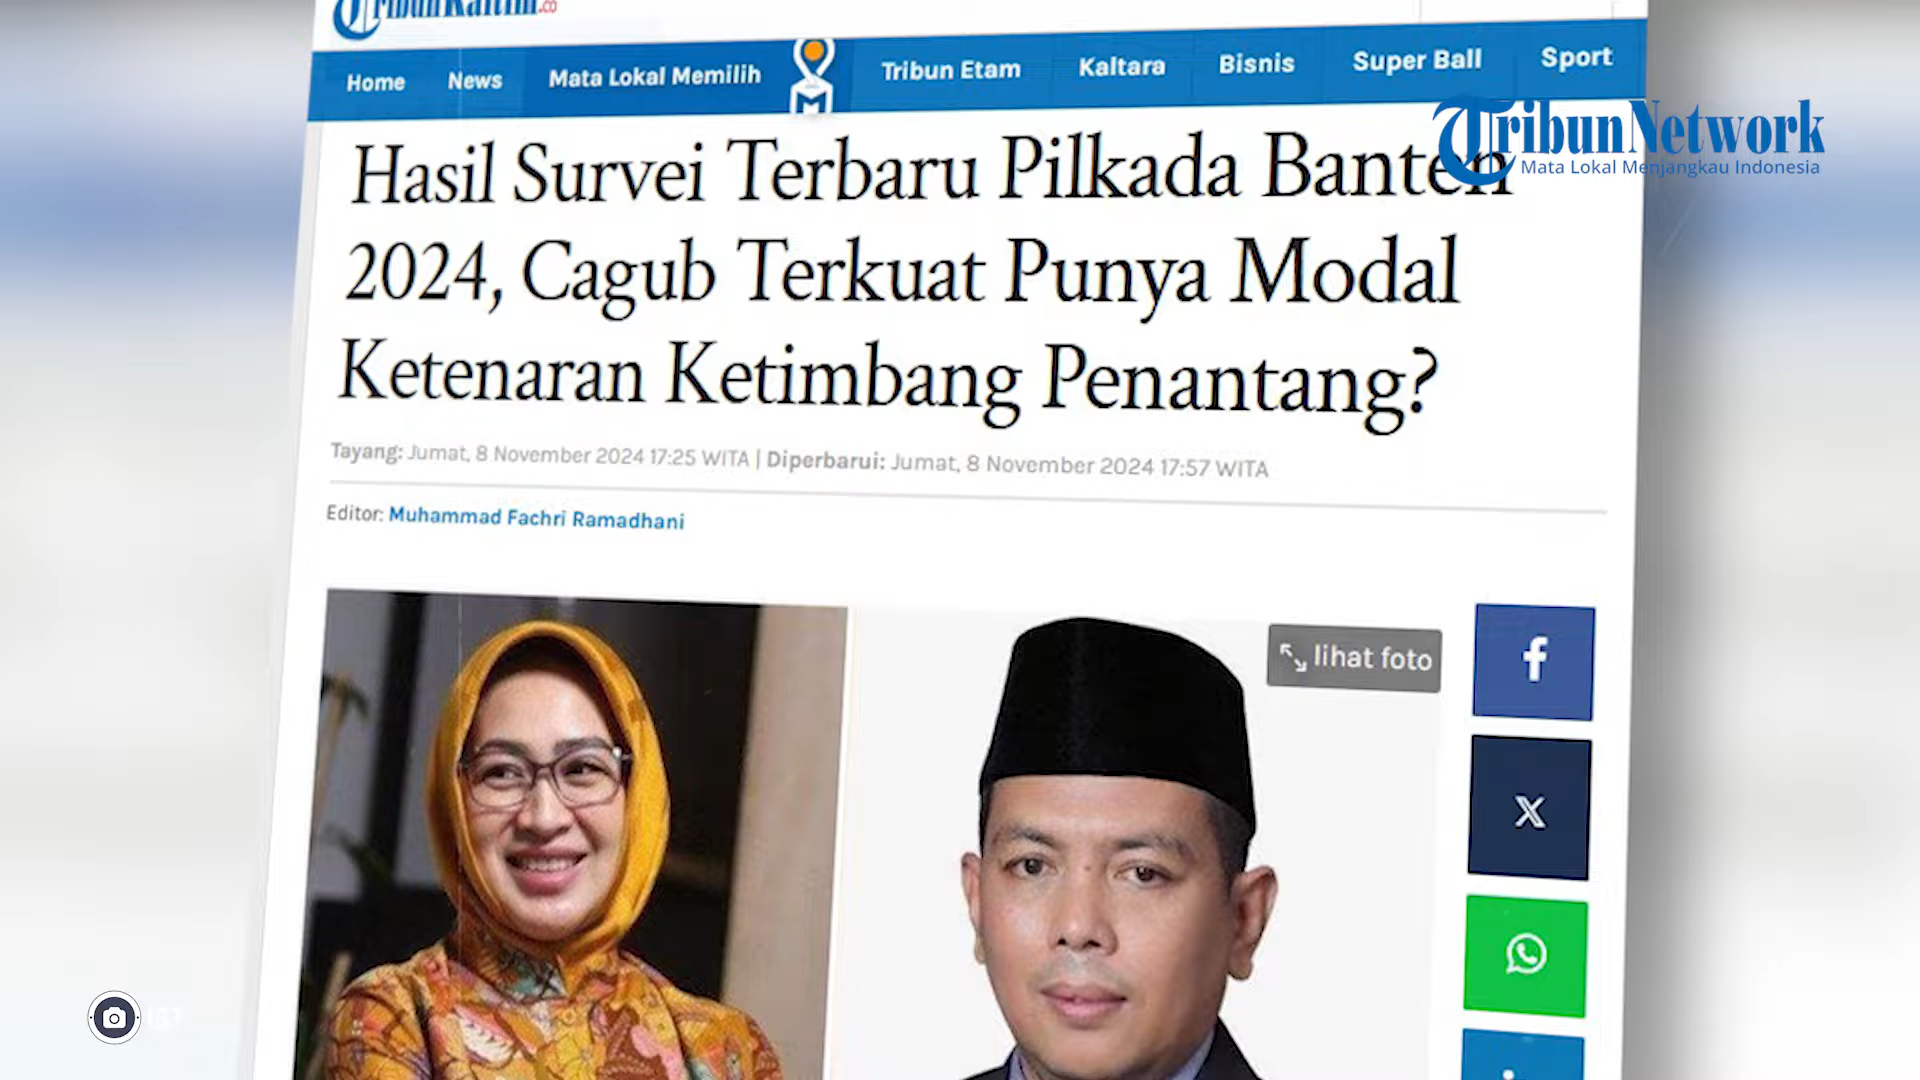 TribunKaltim.co
Home News Mata Lokal Memilih Tribun Etam Kaltara Bisnis Super Ball Sport
TribunNetwork
Mata Lokal Menjangkau Indonesia
Hasil Survei Terbaru Pilkada Banten
2024, Cagub Terkuat Punya Modal
Ketenaran Ketimbang Penantang?
Tayang: Jumat, 8 November 2024 17:25 WITA | Diperbarui: Jumat, 8 November 2024 17:57 WITA
Editor: Muhammad Fachri Ramadhani
lihat foto